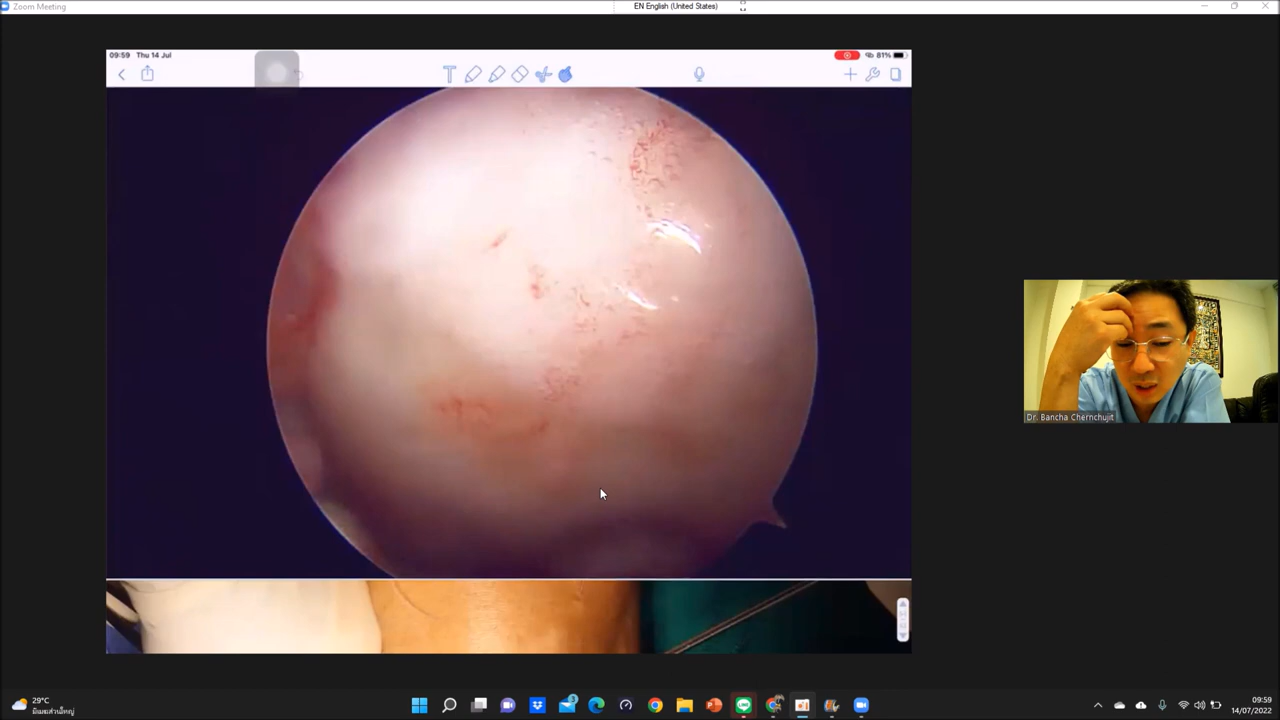 Zoom Meeting
EN English (United States)
09:59 Thu 14 Jul
81%
Dr. Bancha Chernchujit
29°C
09:59
14/07/2022